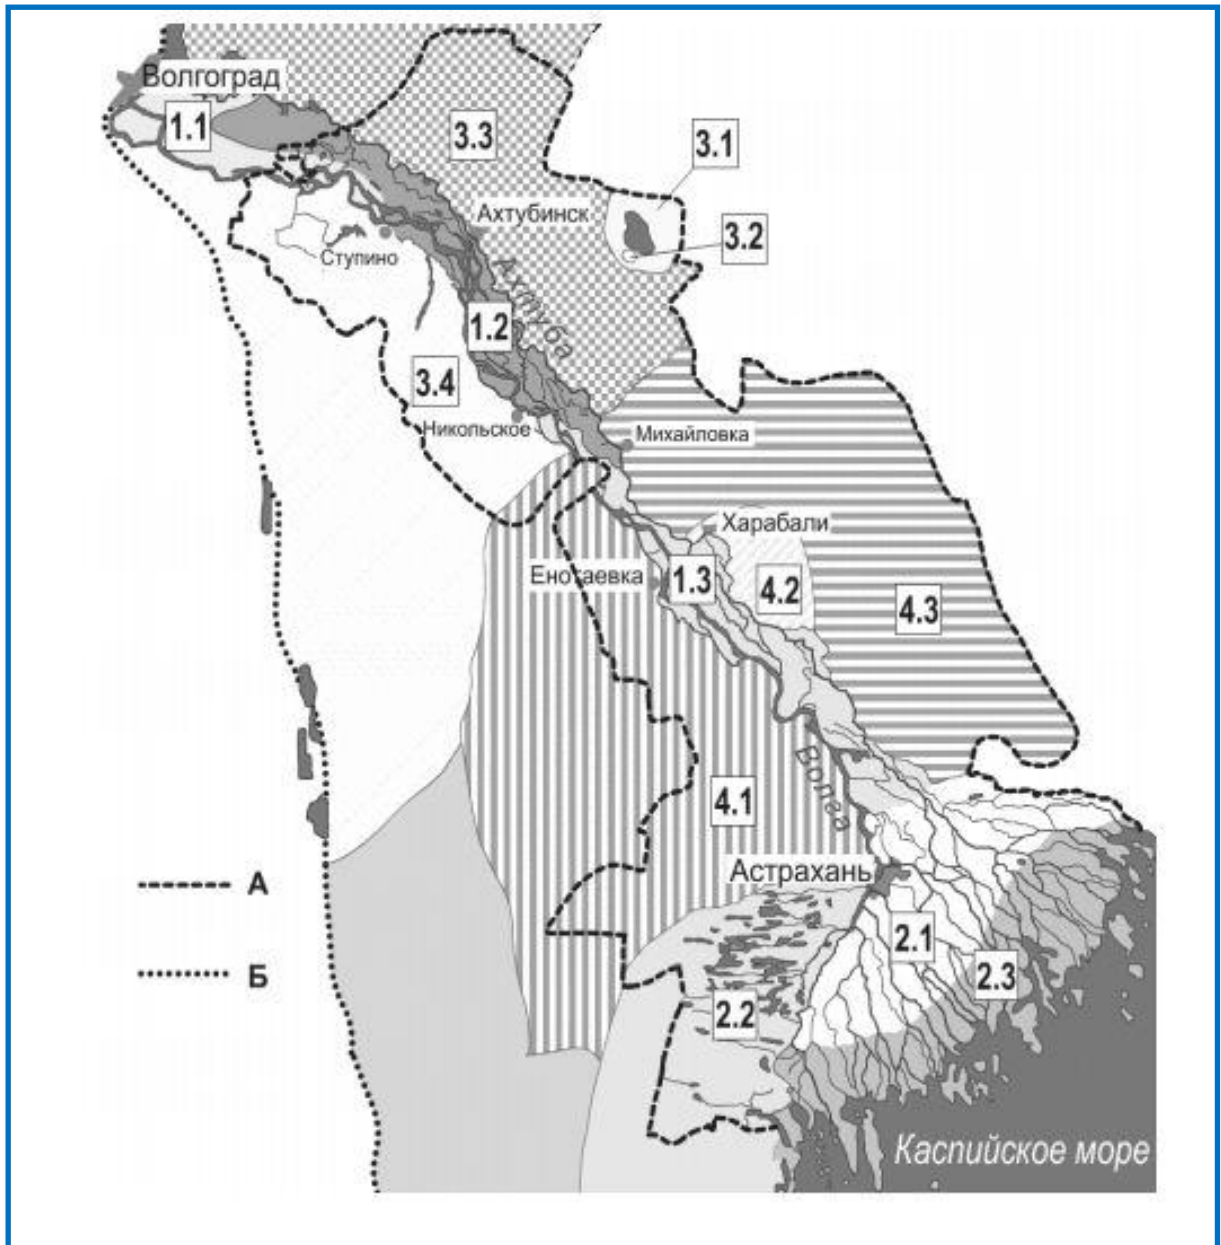 Волгоград
1.1
3.3
3.1
Ахтубинск
3.2
Ступино
Ахтуба
1.2
3.4
Никольское
Михайловка
Харабали
Енотаевка
1.3
4.2
4.3
Волга
4.1
Астрахань
А
2.1
Б
2.3
2.2
Каспийское море